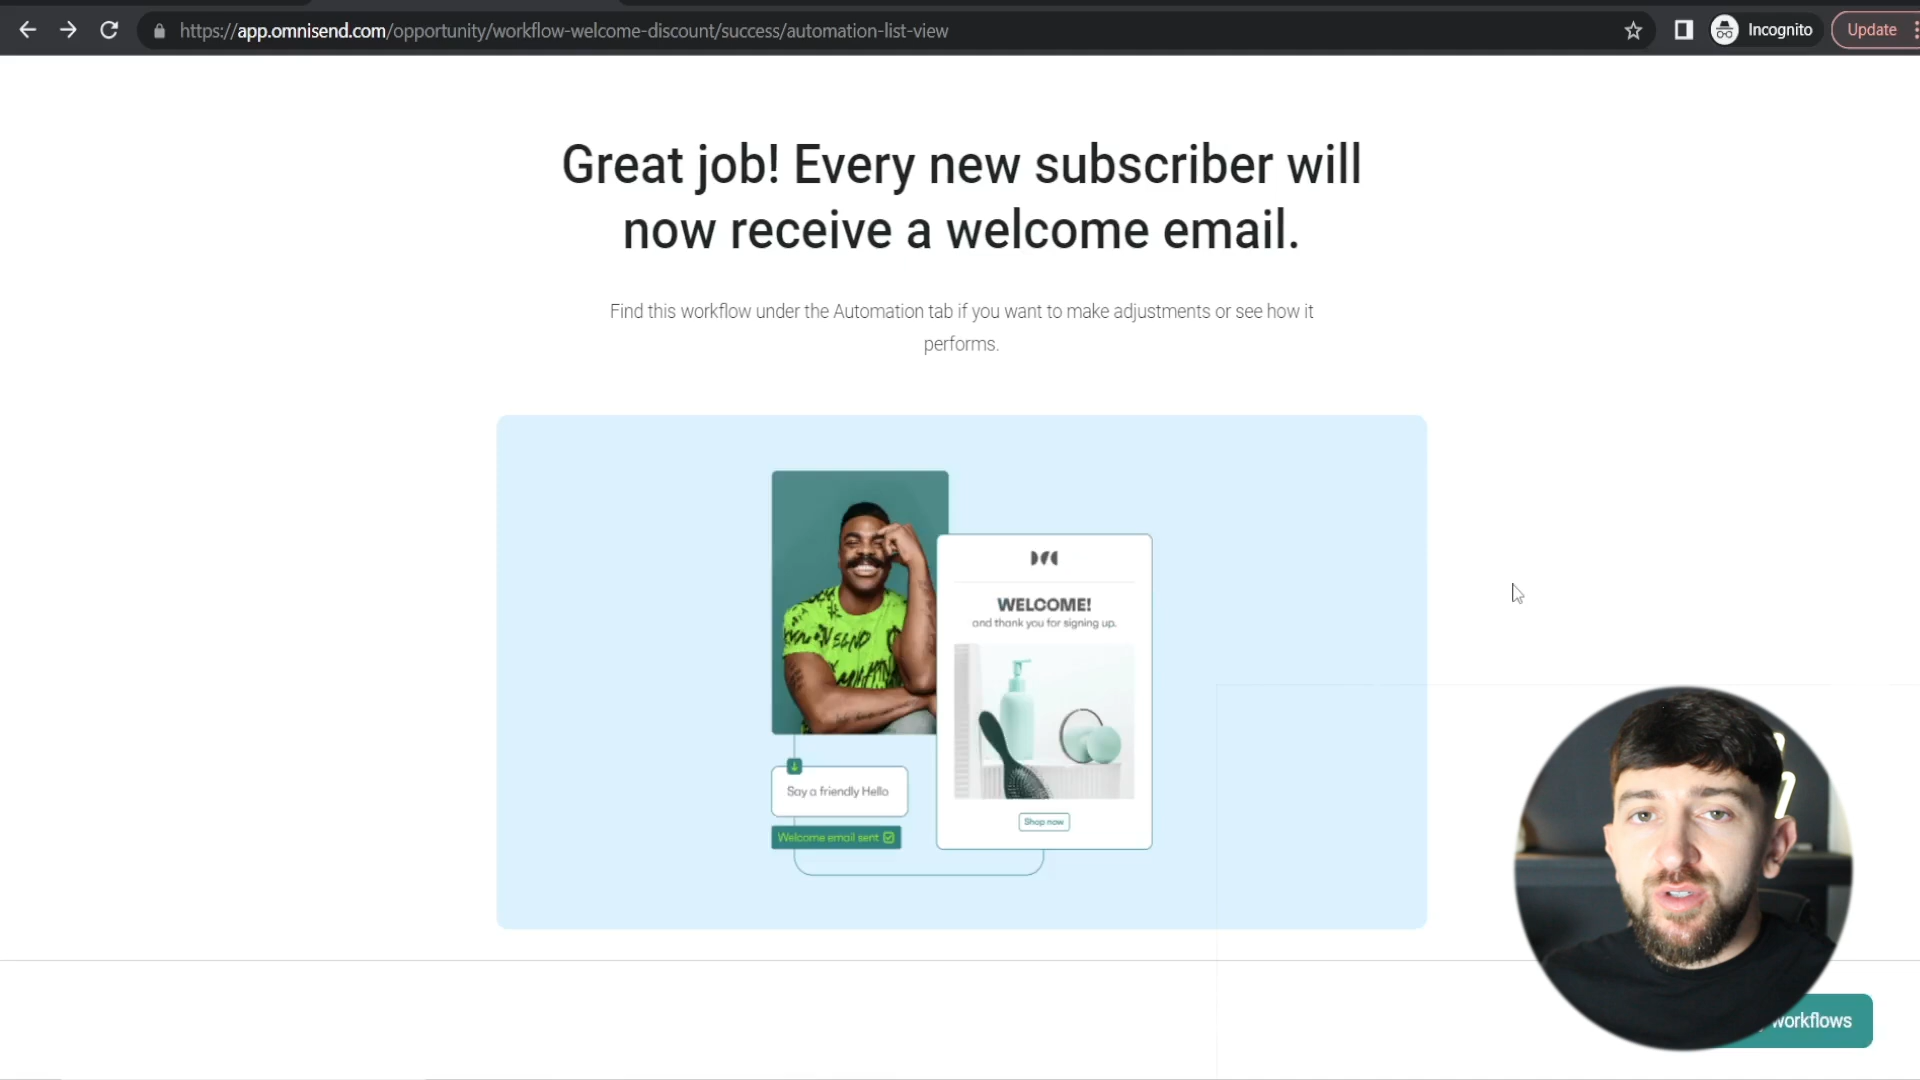 https://app.omnisend.com/opportunity/workflow-welcome-discount/success/automation-list-view
Incognito
Update
Great job! Every new subscriber will
now receive a welcome email.
Find this workflow under the Automation tab if you want to make adjustments or see how it
performs.
WELCOME!
and thank you for signing up.
Say a friendly Hello
Shop now
Welcome email sent
workflows